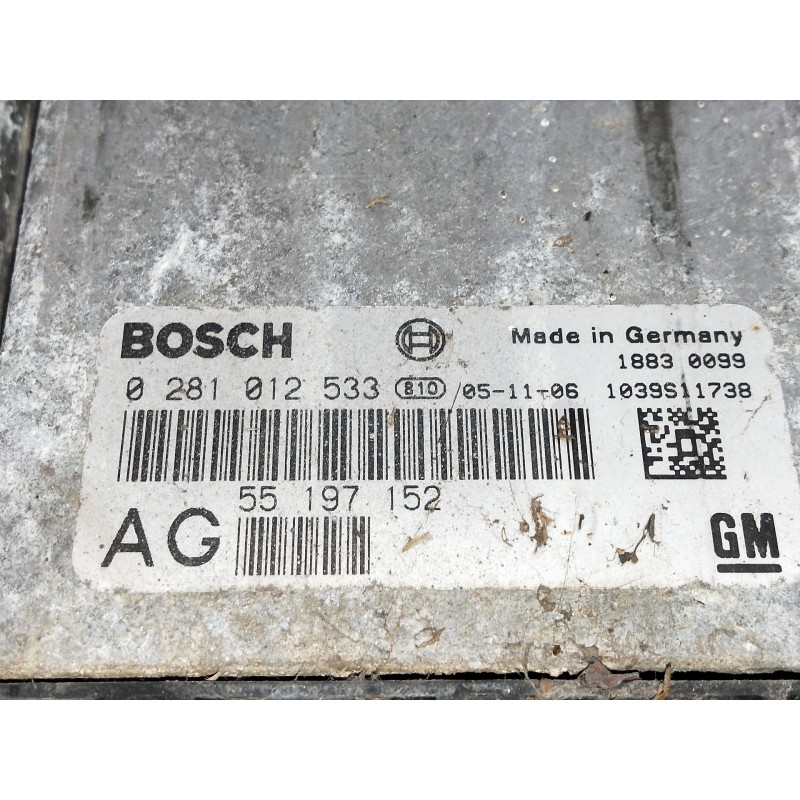 BOSCH Made in Germany
1883 0099
0 281 012 533 810 /05-11-06 1039S11738
55 197 152
AG GM